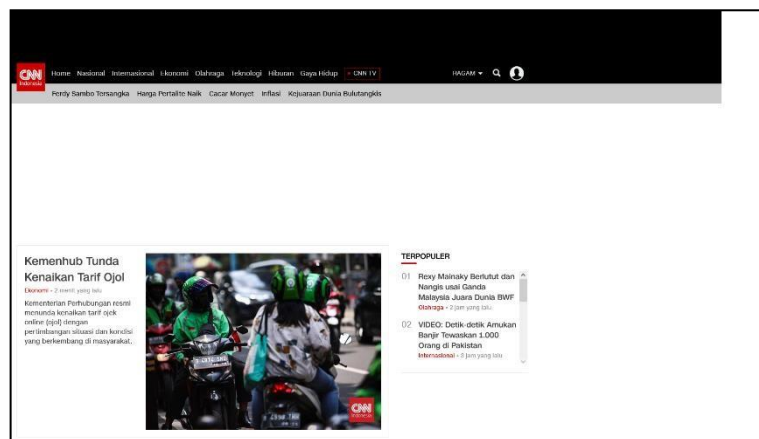 CNN
Indonesia
Home Nasional Internasional Ekonomi Olahraga Teknologi Hiburan Gaya Hidup CNN TV
RAGAM
Ferdy Sambo Tersangka Harga Pertalite Naik Cacar Monyet Inflasi Kejuaraan Dunia Bulutangkis
Kemenhub Tunda
Kenaikan Tarif Ojol
Ekonomi • 2 menit yang lalu
Kementerian Perhubungan resmi
menunda kenaikan tarif ojek
online (ojol) dengan
pertimbangan situasi dan kondisi
yang berkembang di masyarakat.
CNN
Indonesia
TERPOPULER
01 Rexy Mainaky Berlutut dan
Nangis usai Ganda
Malaysia Juara Dunia BWF
Olahraga • 2 jam yang lalu
02 VIDEO: Detik-detik Amukan
Banjir Tewaskan 1.000
Orang di Pakistan
Internasional • 2 jam yang lalu